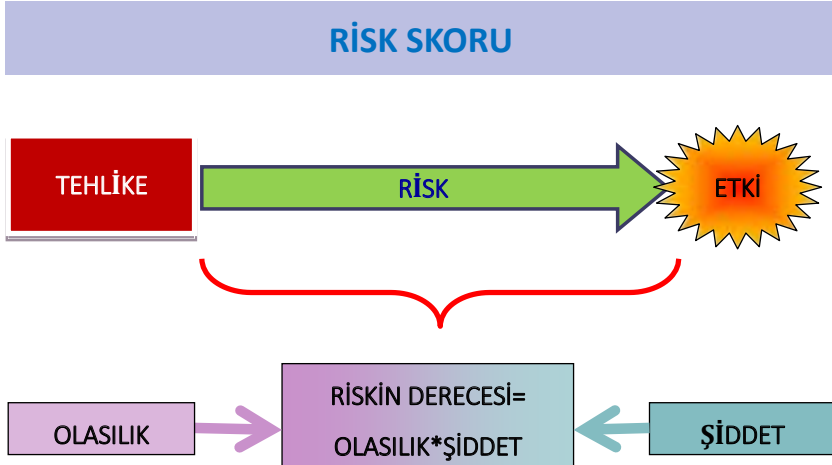 RİSK SKORU
TEHLİKE
RİSK
ETKİ
RİSKİN DERECESİ=
OLASILIK*ŞİDDET
OLASILIK
ŞİDDET